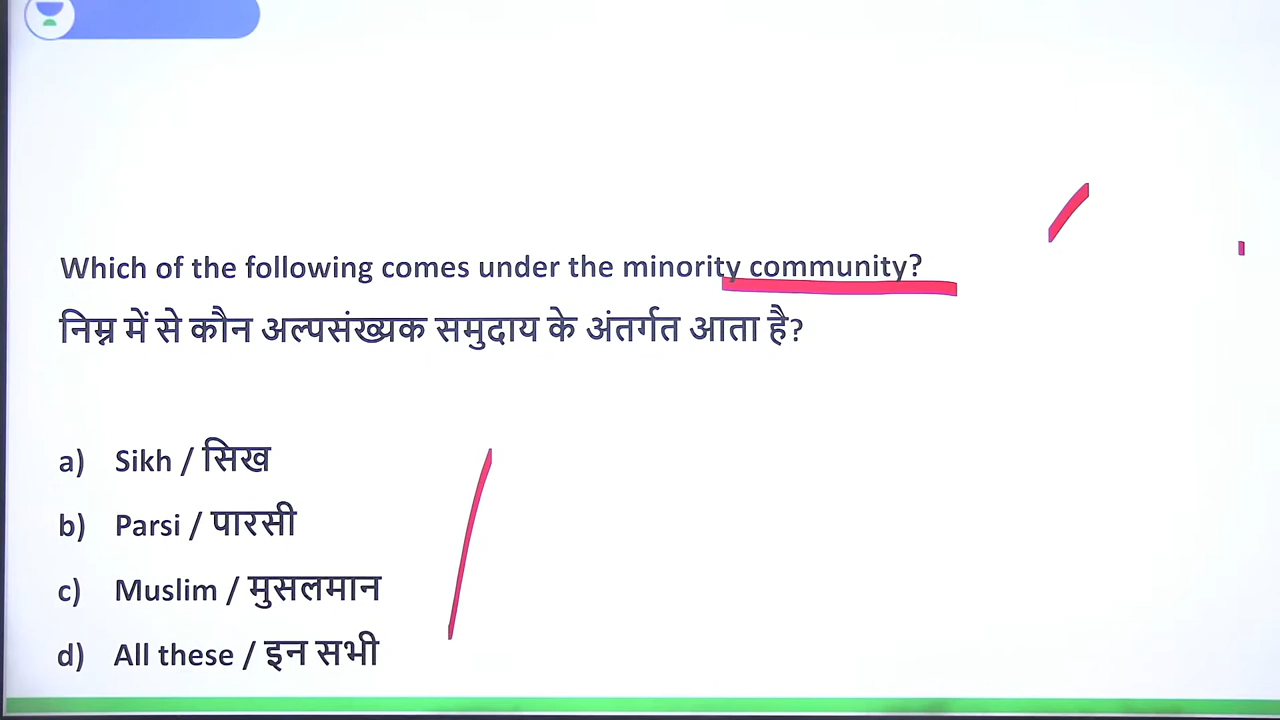 Which of the following comes under the minority community?
निम्न में से कौन अल्पसंख्यक समुदाय के अंतर्गत आता है?
a) Sikh / सिख
b) Parsi / पारसी
c) Muslim / मुसलमान
d) All these / इन सभी